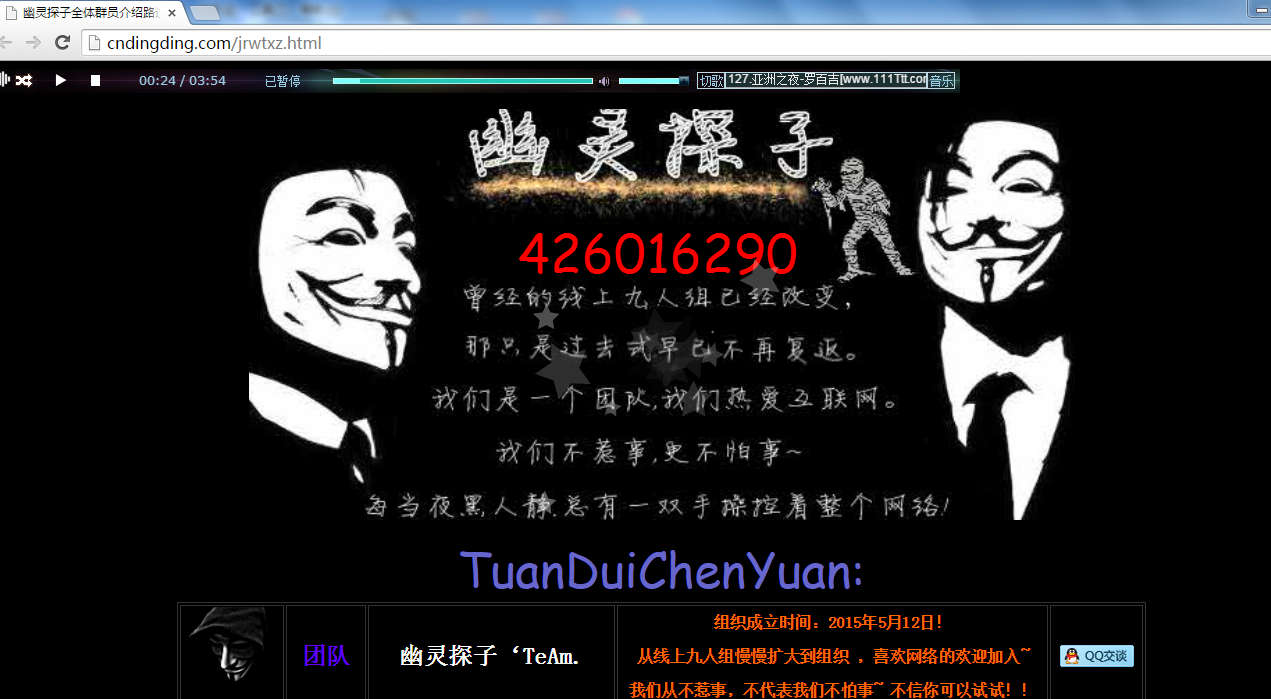 幽灵探子全体群员介绍路
cndingding.com/jrwtxz.html
00:24 / 03:54 已暂停 切歌 127.亚洲之夜-罗百吉[www.111Ttt.com 音乐
幽灵探子
426016290
曾经的线上九人组已经改变,
那只是过去式早已不再复返。
我们是一个团队,我们热爱互联网。
我们不惹事,更不怕事~
每当夜黑人静总有一双手操控着整个网络!
TuanDuiChenYuan:
团队
幽灵探子‘TeAm.
组织成立时间：2015年5月12日！
从线上九人组慢慢扩大到组织 ，喜欢网络的欢迎加入~
我们从不惹事，不代表我们不怕事~ 不信你可以试试！！
QQ交谈